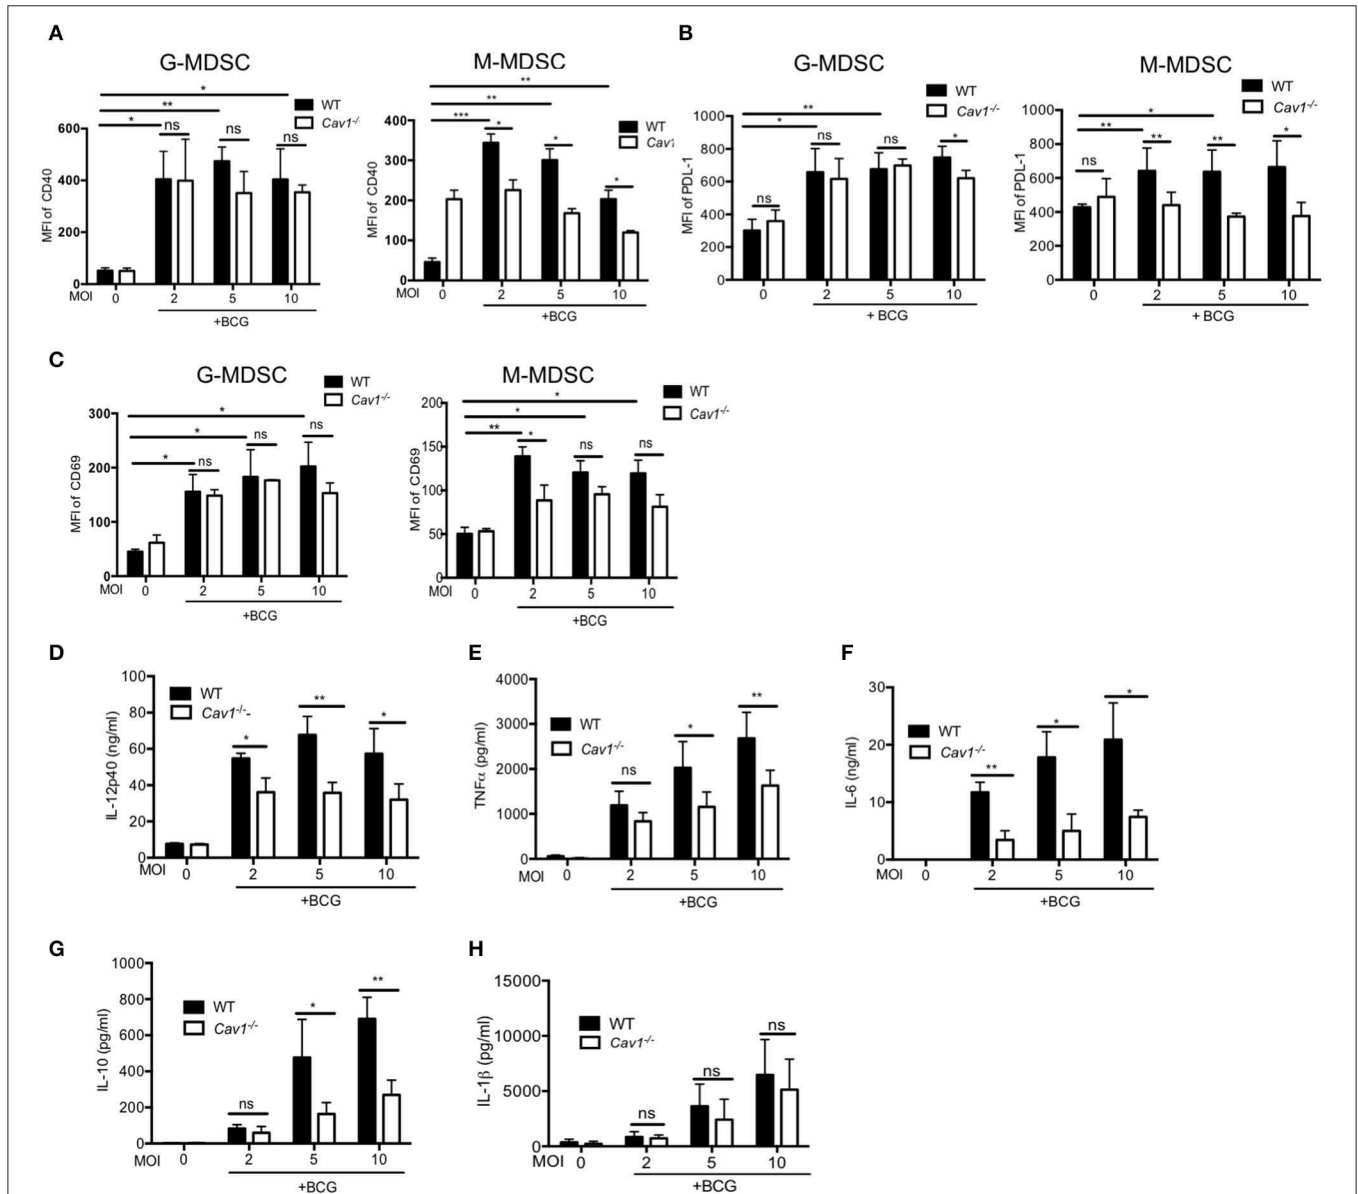 A
B
G-MDSC
M-MDSC
G-MDSC
M-MDSC
*
**
*
ns
ns
ns
WT
Cav1-/-
600
400
200
0
MFI of CD40
MOI
0
2
5
10
+BCG
**
**
***
*
*
*
WT
Cav1
400
300
200
100
0
MFI of CD40
MOI
0
2
5
10
+BCG
**
*
ns
ns
ns
*
WT
Cav1-/-
1000
800
600
400
200
0
MFI of PDL-1
0
2
5
10
+ BCG
*
**
ns
**
**
*
WT
Cav1-/-
1000
800
600
400
200
0
MFI of PDL-1
0
2
5
10
+ BCG
C
G-MDSC
M-MDSC
WT
Cav1-/-
*
*
*
ns
ns
ns
300
200
100
0
MFI of CD69
MOI
0
2
5
10
+BCG
WT
Cav1-/-
*
*
**
*
ns
ns
200
150
100
50
0
MFI of CD69
MOI
0
2
5
10
+BCG
D
E
F
100
80
60
40
20
0
IL-12p40 (ng/ml)
WT
Cav1-/--
*
**
*
MOI
0
2
5
10
+BCG
4000
3000
2000
1000
0
TNFα (pg/ml)
WT
Cav1-/-
ns
*
**
MOI
0
2
5
10
+BCG
30
20
10
0
IL-6 (ng/ml)
WT
Cav1-/-
**
*
*
MOI
0
2
5
10
+BCG
G
H
1000
800
600
400
200
0
IL-10 (pg/ml)
WT
Cav1-/-
ns
*
**
MOI
0
2
5
10
+BCG
15000
10000
5000
0
IL-1β (pg/ml)
WT
Cav1-/-
ns
ns
ns
MOI
0
2
5
10
+BCG